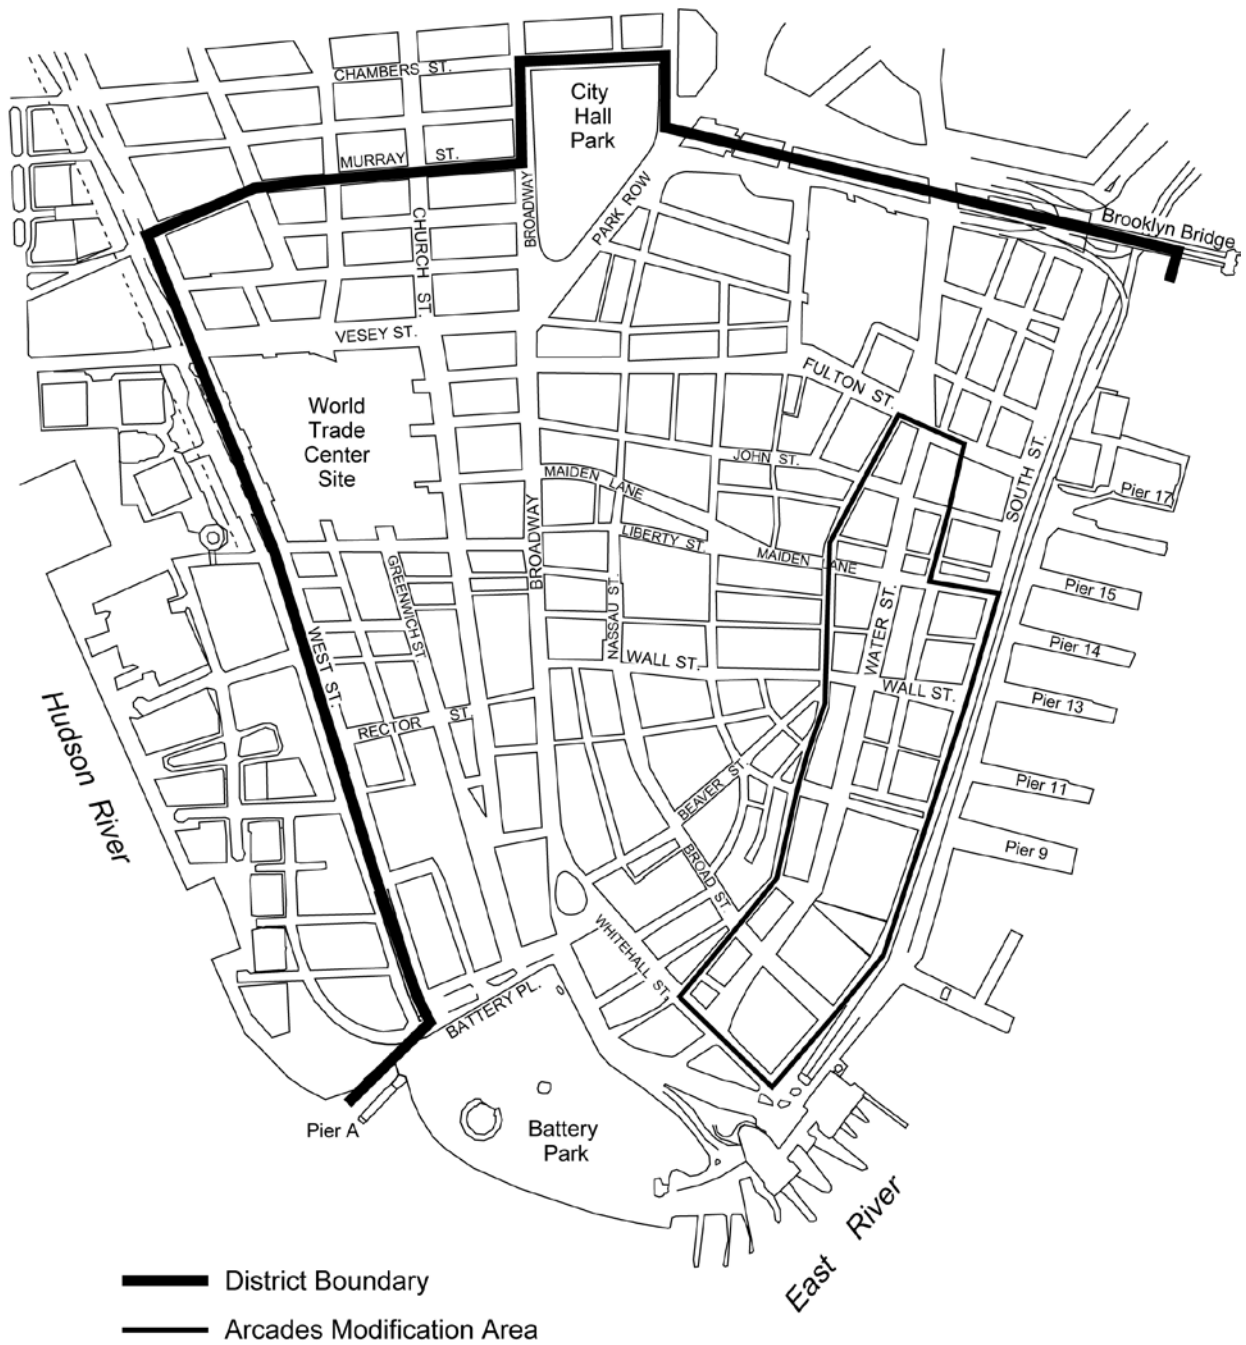 CHAMBERS ST.
City
Hall
Park
MURRAY ST.
BROADWAY
PARK ROW
CHURCH ST.
Brooklyn Bridge
VESEY ST.
FULTON ST.
World
Trade
Center
Site
JOHN ST.
MAIDEN LANE
SOUTH ST.
Pier 17
BROADWAY
LIBERTY ST.
MAIDEN LANE
GREENWICH ST.
NASSAU ST.
WATER ST.
Pier 15
WEST ST.
WALL ST.
Pier 14
WALL ST.
Pier 13
RECTOR ST.
Hudson River
BEAVER ST.
Pier 11
BROAD ST.
Pier 9
WHITEHALL ST.
BATTERY PL.
Pier A
Battery
Park
East River
District Boundary
Arcades Modification Area